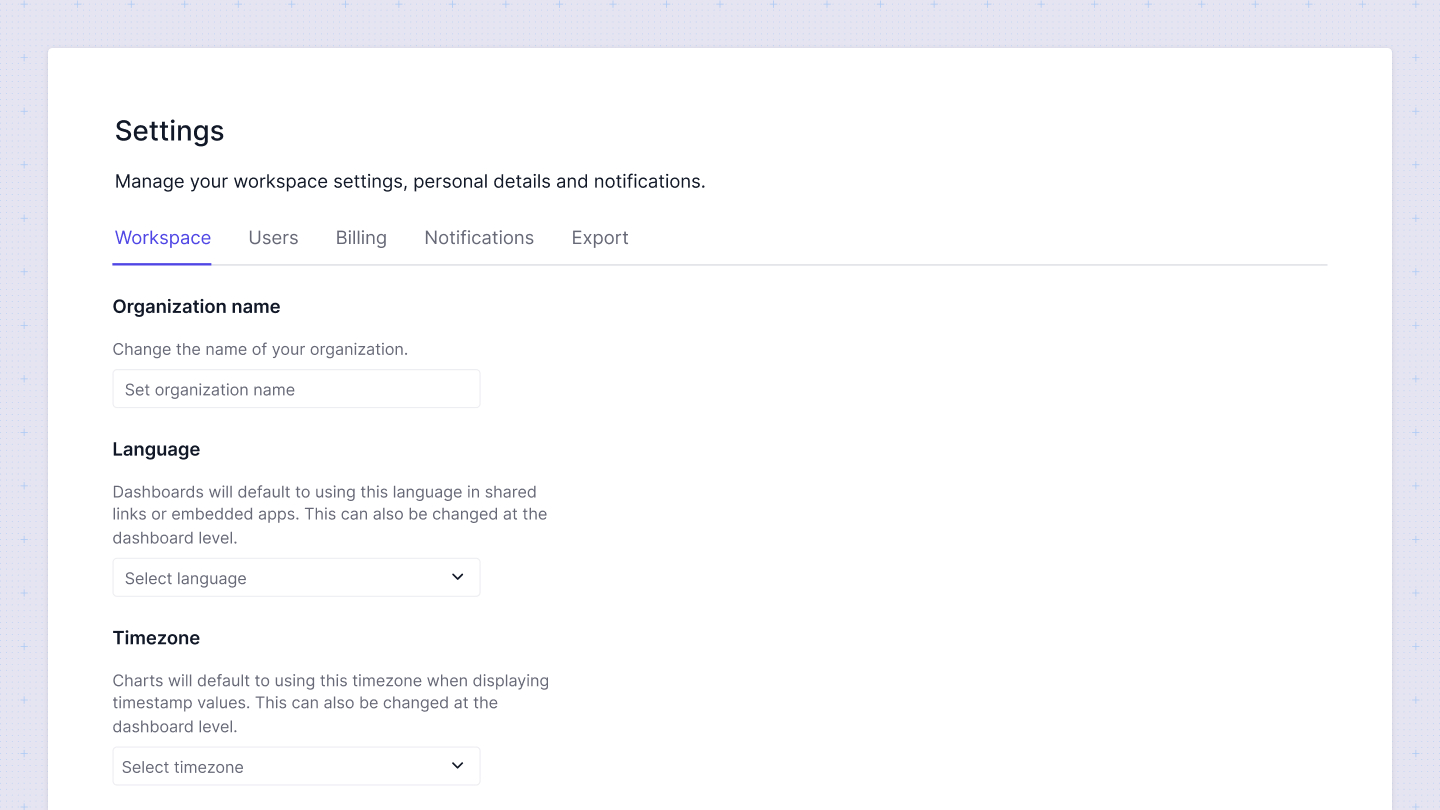 Settings
Manage your workspace settings, personal details and notifications.
Workspace Users Billing Notifications Export
Organization name
Change the name of your organization.
Set organization name
Language
Dashboards will default to using this language in shared
links or embedded apps. This can also be changed at the
dashboard level.
Select language
Timezone
Charts will default to using this timezone when displaying
timestamp values. This can also be changed at the
dashboard level.
Select timezone